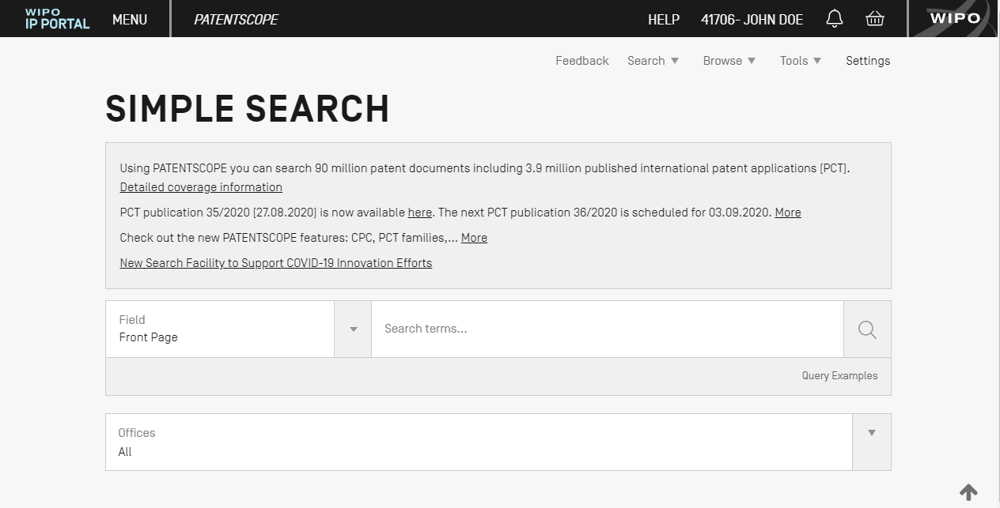 WIPO
IP PORTAL
MENU
PATENTSCOPE
HELP
41706- JOHN DOE
WIPO
Feedback
Search
Browse
Tools
Settings
SIMPLE SEARCH
Using PATENTSCOPE you can search 90 million patent documents including 3.9 million published international patent applications (PCT).
Detailed coverage information
PCT publication 35/2020 (27.08.2020) is now available here. The next PCT publication 36/2020 is scheduled for 03.09.2020. More
Check out the new PATENTSCOPE features: CPC, PCT families,... More
New Search Facility to Support COVID-19 Innovation Efforts
Field
Front Page
Search terms...
Query Examples
Offices
All